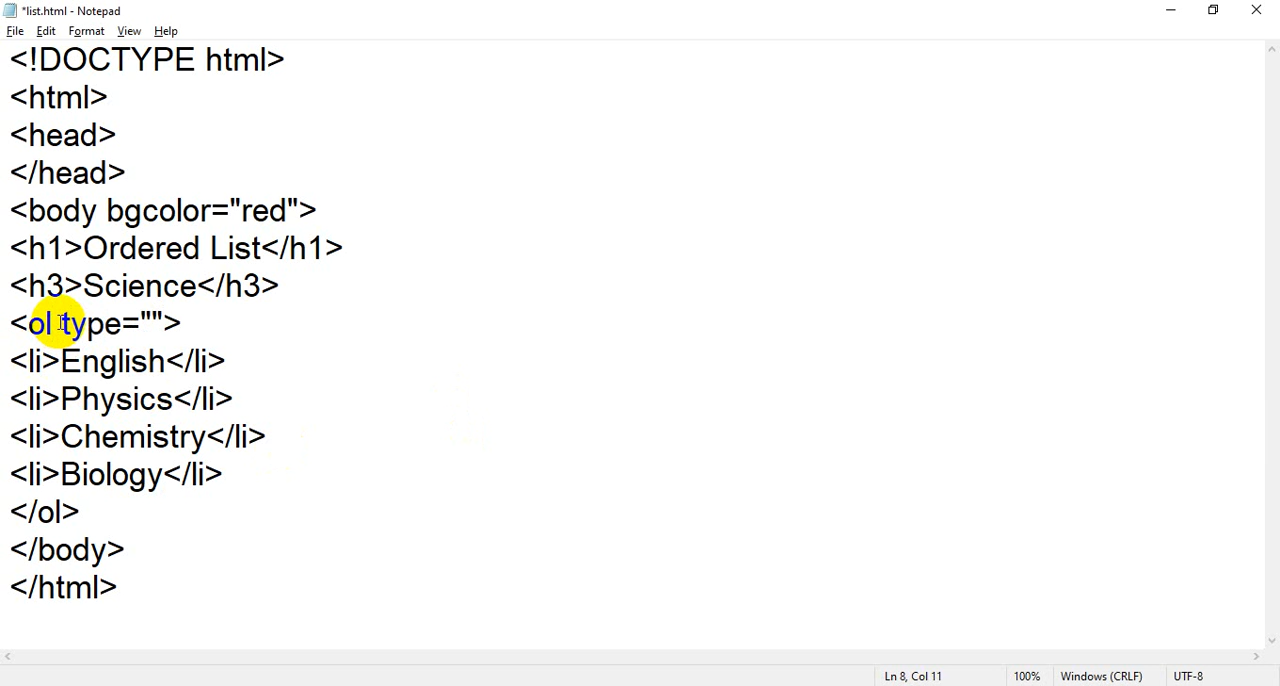 *list.html - Notepad
File Edit Format View Help
<!DOCTYPE html>
<html>
<head>
</head>
<body bgcolor="red">
<h1>Ordered List</h1>
<h3>Science</h3>
<ol type="">
<li>English</li>
<li>Physics</li>
<li>Chemistry</li>
<li>Biology</li>
</ol>
</body>
</html>
Ln 8, Col 11 100% Windows (CRLF) UTF-8